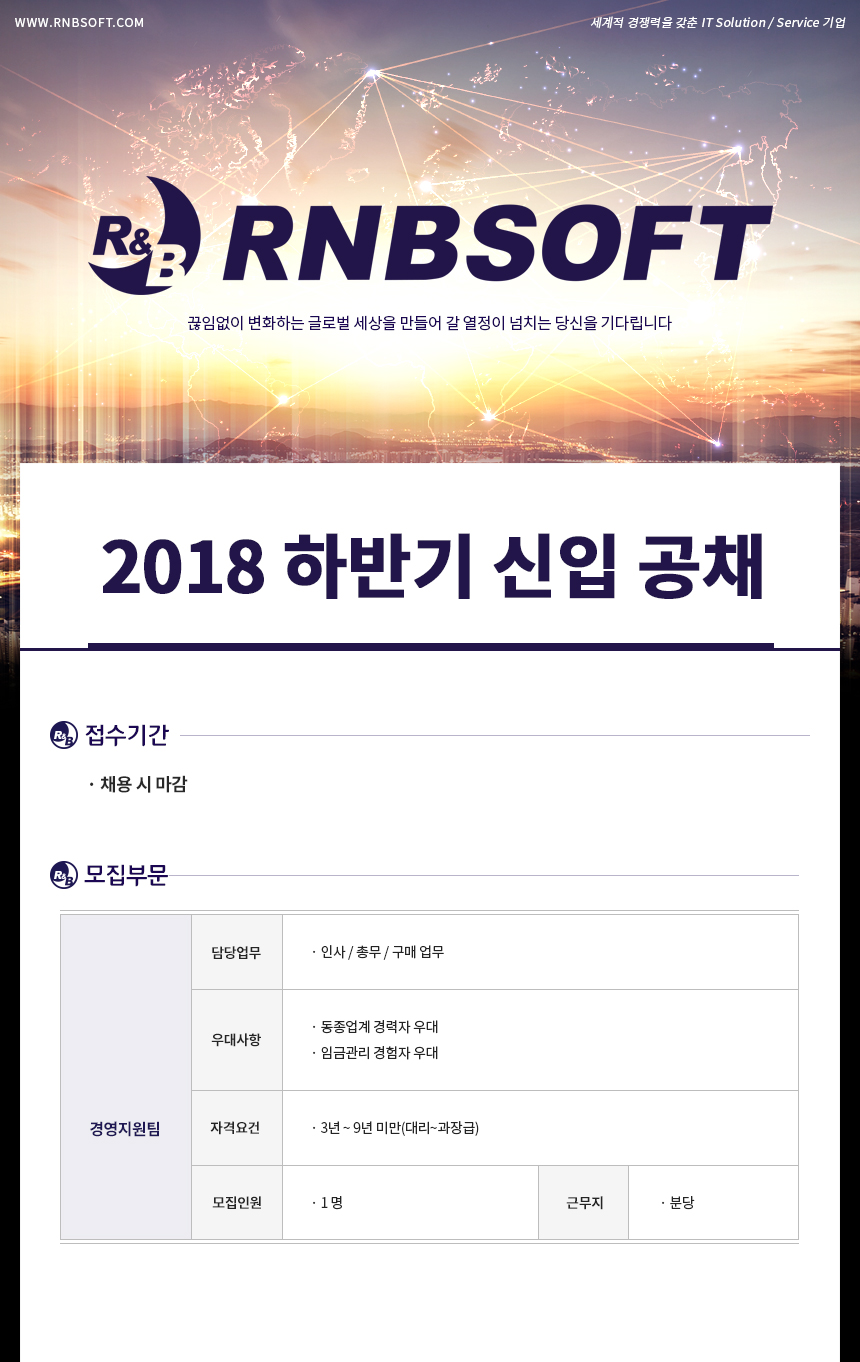 WWW.RNBSOFT.COM
세계적 경쟁력을 갖춘 IT Solution / Service 기업
R&B RNBSOFT
끊임없이 변화하는 글로벌 세상을 만들어 갈 열정이 넘치는 당신을 기다립니다
2018 하반기 신입 공채
R&B 접수기간
· 채용 시 마감
R&B 모집부문
담당업무 · 인사 / 총무 / 구매 업무
우대사항 · 동종업계 경력자 우대
· 임금관리 경험자 우대
경영지원팀
자격요건 · 3년 ~ 9년 미만(대리~과장급)
모집인원 · 1 명 근무지 · 분당